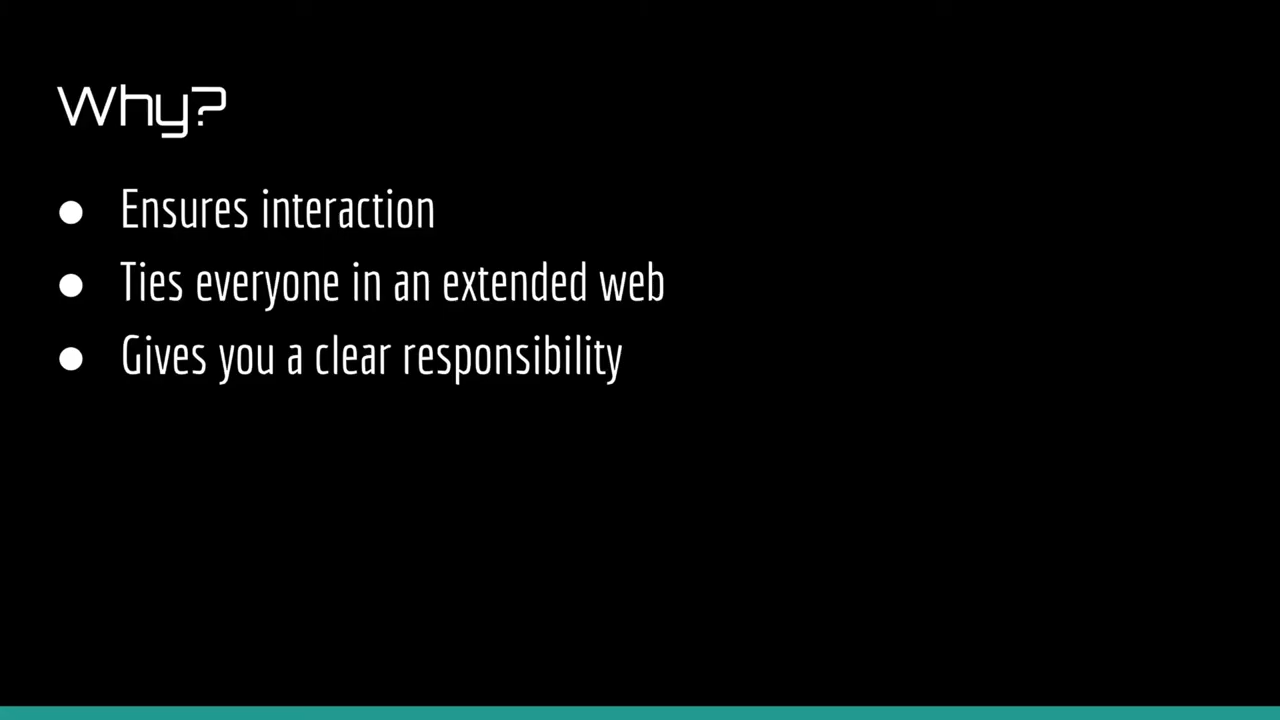 Why?
● Ensures interaction
● Ties everyone in an extended web
● Gives you a clear responsibility